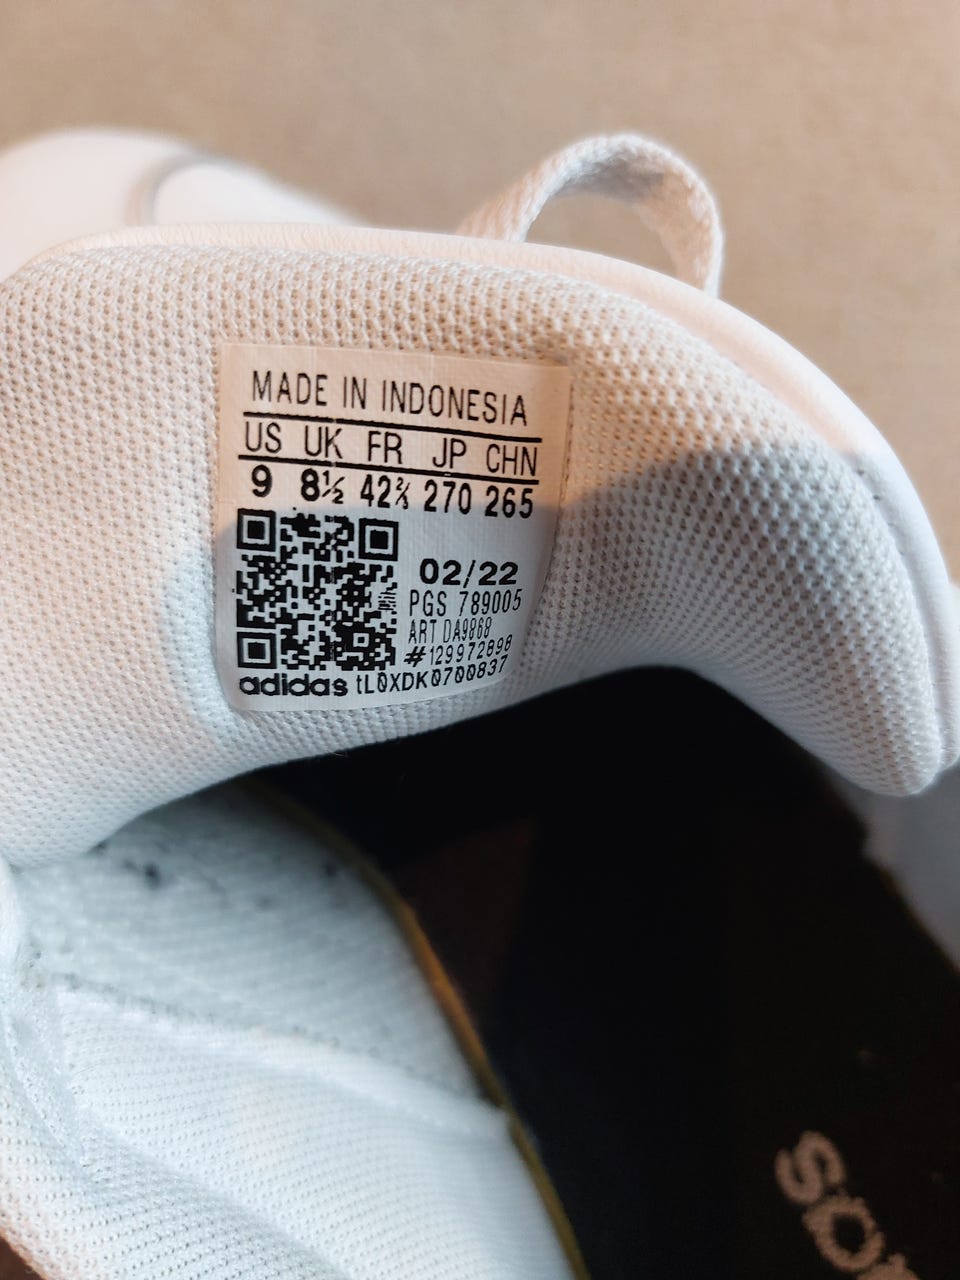 MADE IN INDONESIA
US UK FR JP CHN
9 8½ 42⅔ 270 265
02/22
PGS 789005
ART DA9868
#129972898
adidas tL0XDK0700837